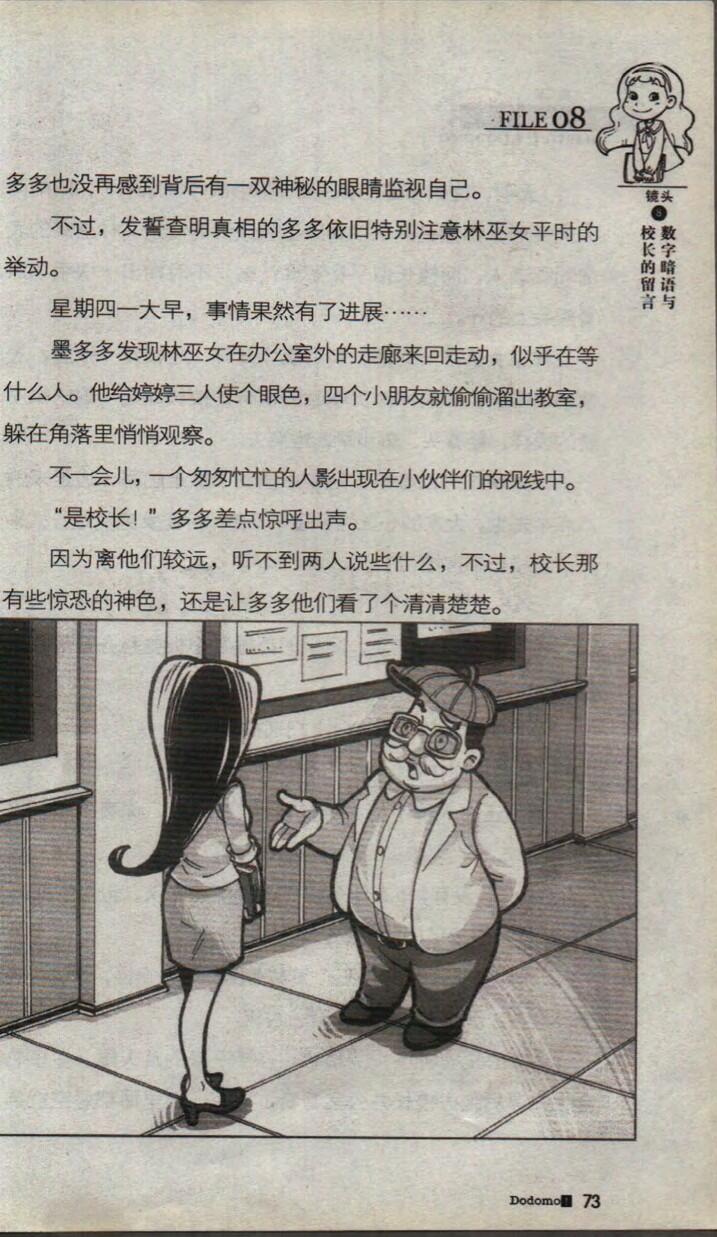 FILE 08
镜头
8
数字暗语与
校长的留言
多多也没再感到背后有一双神秘的眼睛监视自己。
不过，发誓查明真相的多多依旧特别注意林巫女平时的
举动。
星期四一大早，事情果然有了进展……
墨多多发现林巫女在办公室外的走廊来回走动，似乎在等
什么人。他给婷婷三人使个眼色，四个小朋友就偷偷溜出教室，
躲在角落里悄悄观察。
不一会儿，一个匆匆忙忙的人影出现在小伙伴们的视线中。
“是校长！”多多差点惊呼出声。
因为离他们较远，听不到两人说些什么，不过，校长那
有些惊恐的神色，还是让多多他们看了个清清楚楚。
Dodomo! 73